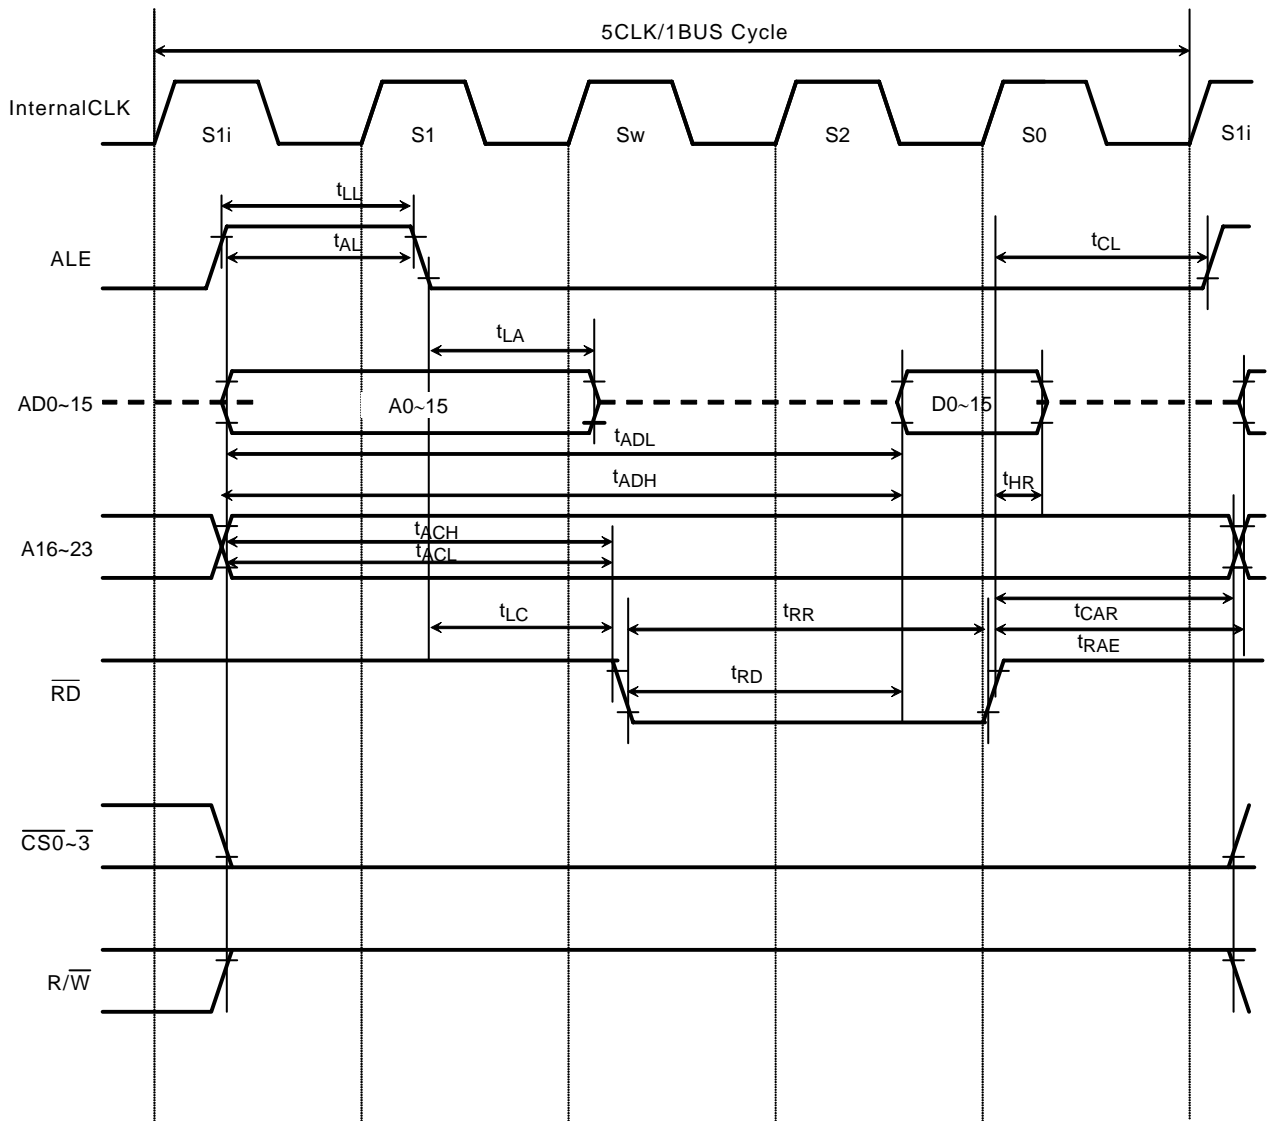 5CLK/1BUS Cycle
InternalCLK
S1i S1 Sw S2 S0 S1i
tLL
ALE tAL tCL
tLA
AD0~15 A0~15 D0~15
tADL
tADH tHR
A16~23 tACH
tACL
tLC tRR tCAR
tRAE
RD tRD
CS0~3
R/W